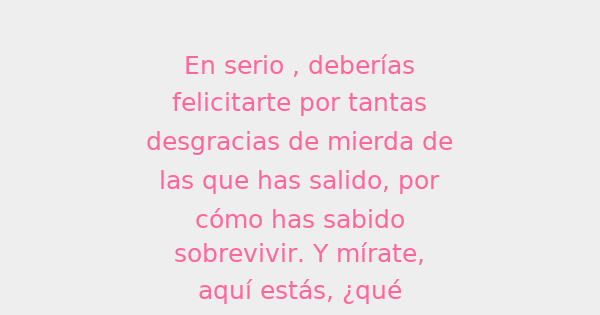 En serio , deberías
felicitarte por tantas
desgracias de mierda de
las que has salido, por
cómo has sabido
sobrevivir. Y mírate,
aquí estás, ¿qué